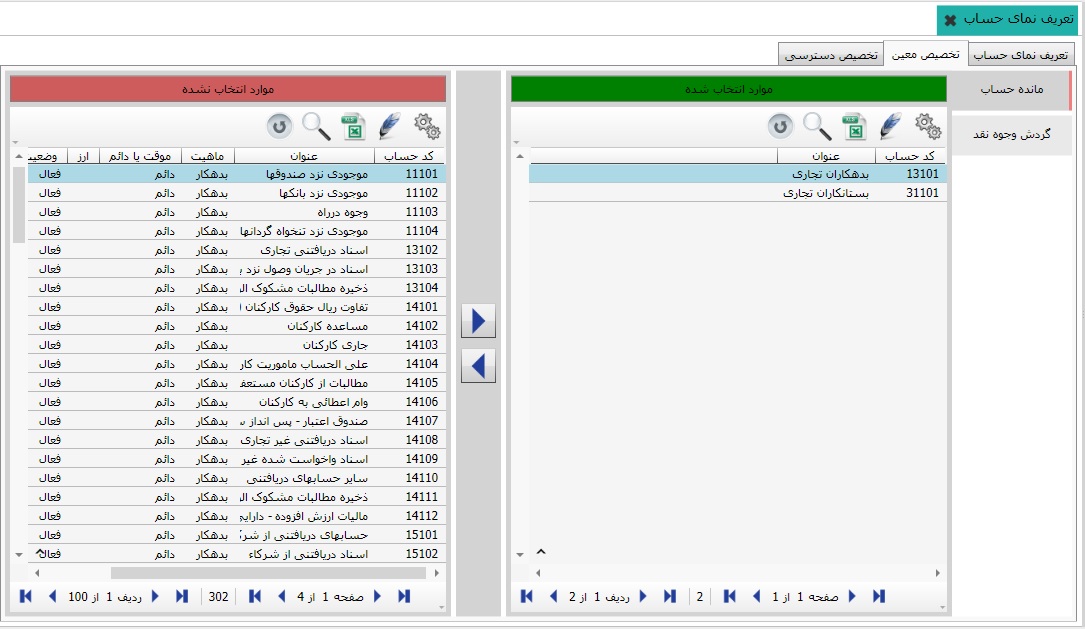 تعریف نمای حساب
تعریف نمای حساب
تخصیص معین
تخصیص دسترسی
مانده حساب
گردش وجوه نقد
موارد انتخاب شده
کد حساب عنوان
13101 بدهکاران تجاری
31101 بستانکاران تجاری
صفحه 1 از 1
2
ردیف 1 از 2
موارد انتخاب نشده
کد حساب عنوان ماهیت موقت یا دائم ارز وضعیت
11101 موجودی نزد صندوقها بدهکار دائم فعال
11102 موجودی نزد بانکها بدهکار دائم فعال
11103 وجوه درراه بدهکار دائم فعال
11104 موجودی نزد تنخواه گردانها بدهکار دائم فعال
13102 اسناد دریافتنی تجاری بدهکار دائم فعال
13103 اسناد در جریان وصول نزد بدهکار دائم فعال
13104 ذخیره مطالبات مشکوک ال بدهکار دائم فعال
14101 تفاوت ریال حقوق کارکنان ( بدهکار دائم فعال
14102 مساعده کارکنان بدهکار دائم فعال
14103 جاری کارکنان بدهکار دائم فعال
14104 علی الحساب ماموریت کار بدهکار دائم فعال
14105 مطالبات از کارکنان مستعف بدهکار دائم فعال
14106 وام اعطائی به کارکنان بدهکار دائم فعال
14107 صندوق اعتبار - پس انداز بدهکار دائم فعال
14108 اسناد دریافتنی غیر تجاری بدهکار دائم فعال
14109 اسناد واخواست شده غیر بدهکار دائم فعال
14110 سایر حسابهای دریافتنی بدهکار دائم فعال
14111 ذخیره مطالبات مشکوک ال بدهکار دائم فعال
14112 مالیات ارزش افزوده - دارایی بدهکار دائم فعال
15101 حسابهای دریافتنی از شرک بدهکار دائم فعال
15102 اسناد دریافتنی از شرکاء بدهکار دائم فعال
صفحه 1 از 4
302
ردیف 1 از 100